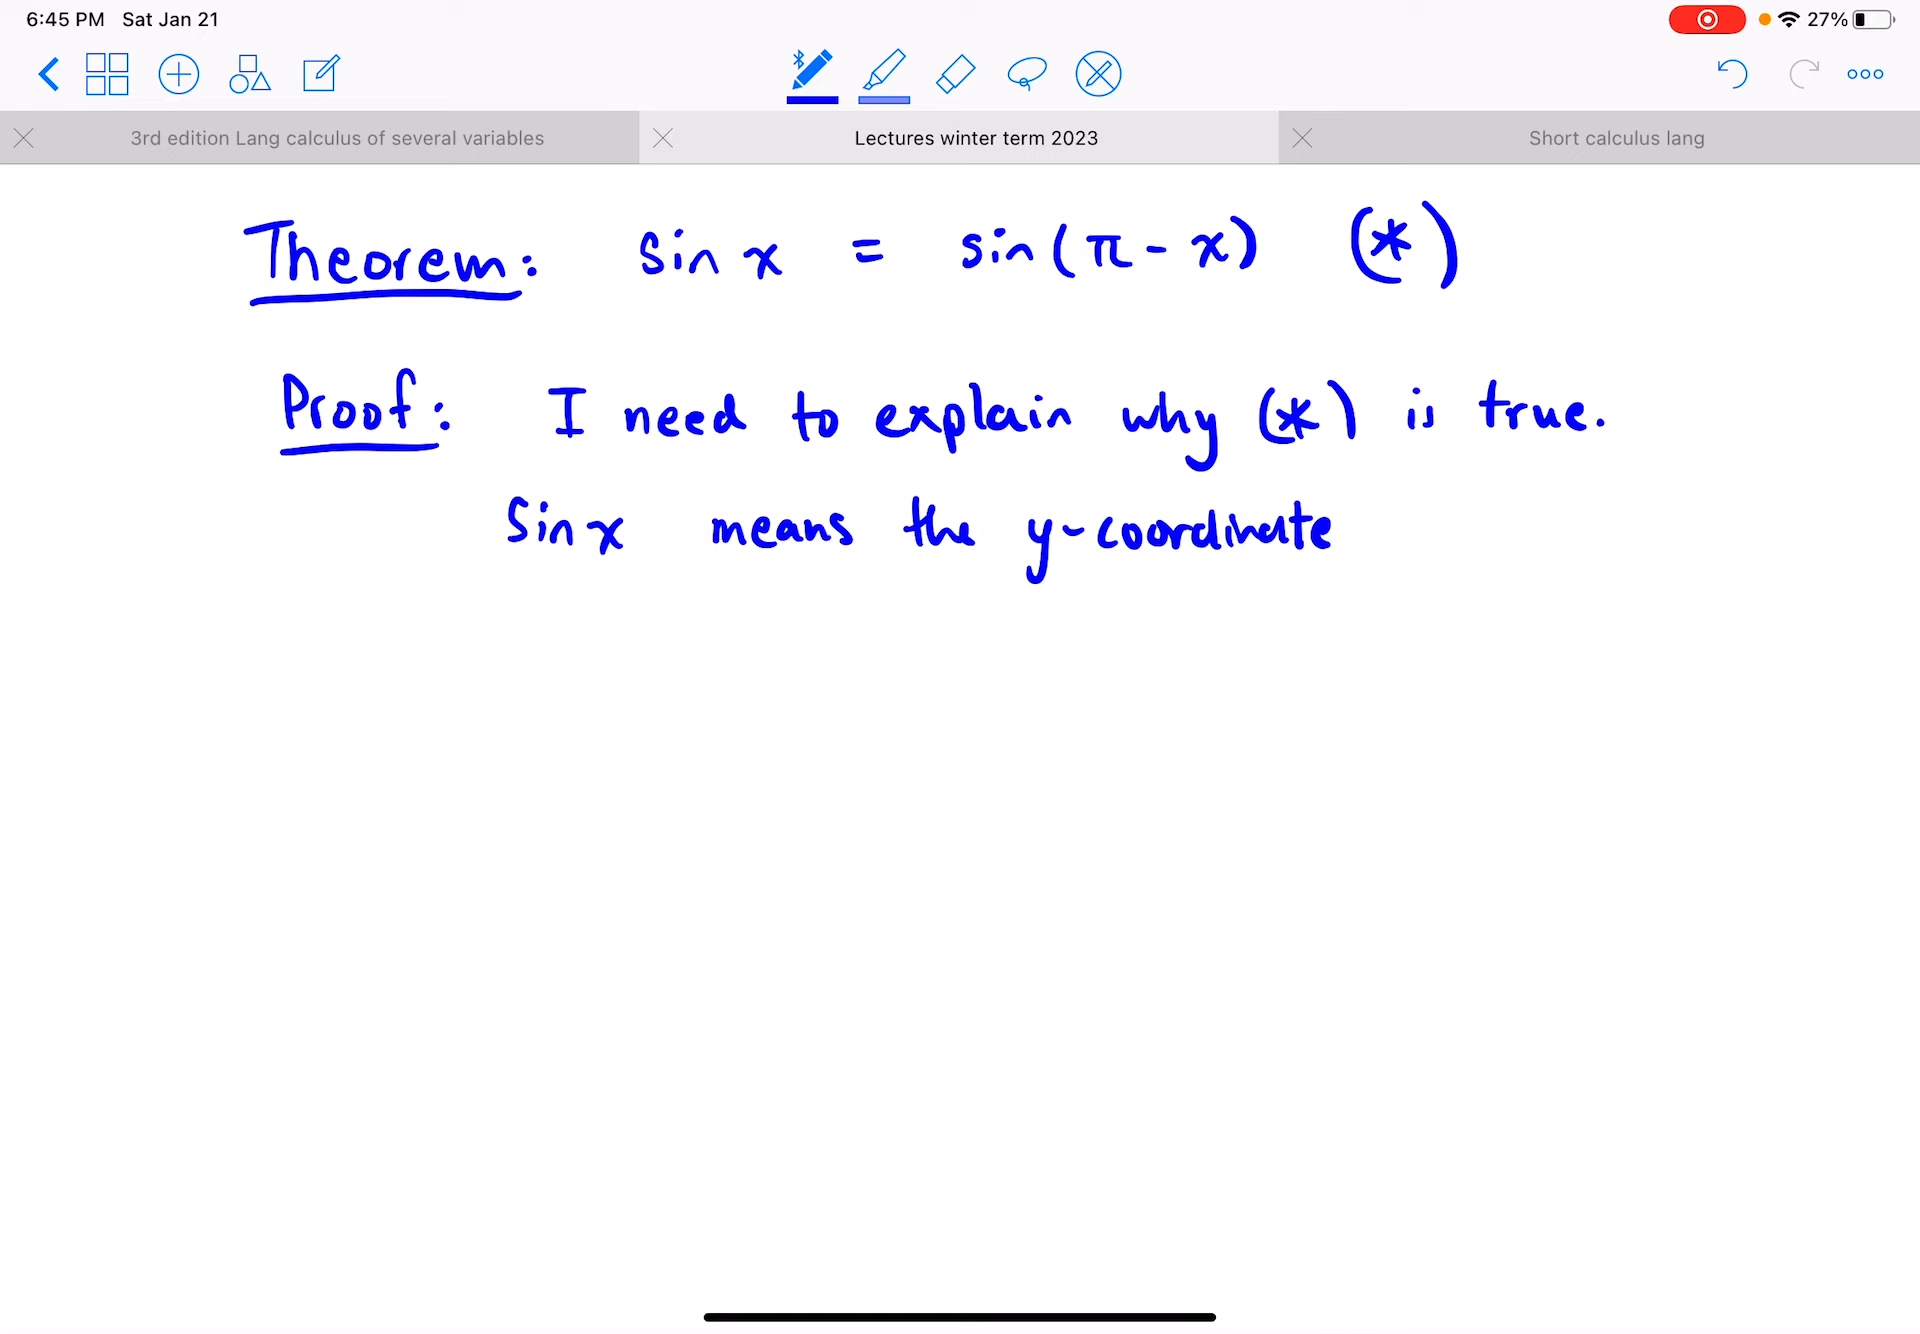 6:45 PM Sat Jan 21
27%
3rd edition Lang calculus of several variables
Lectures winter term 2023
Short calculus lang
Theorem: sin x = sin(π - x) (*)
Proof: I need to explain why (*) is true.
Sin x means the y-coordinate